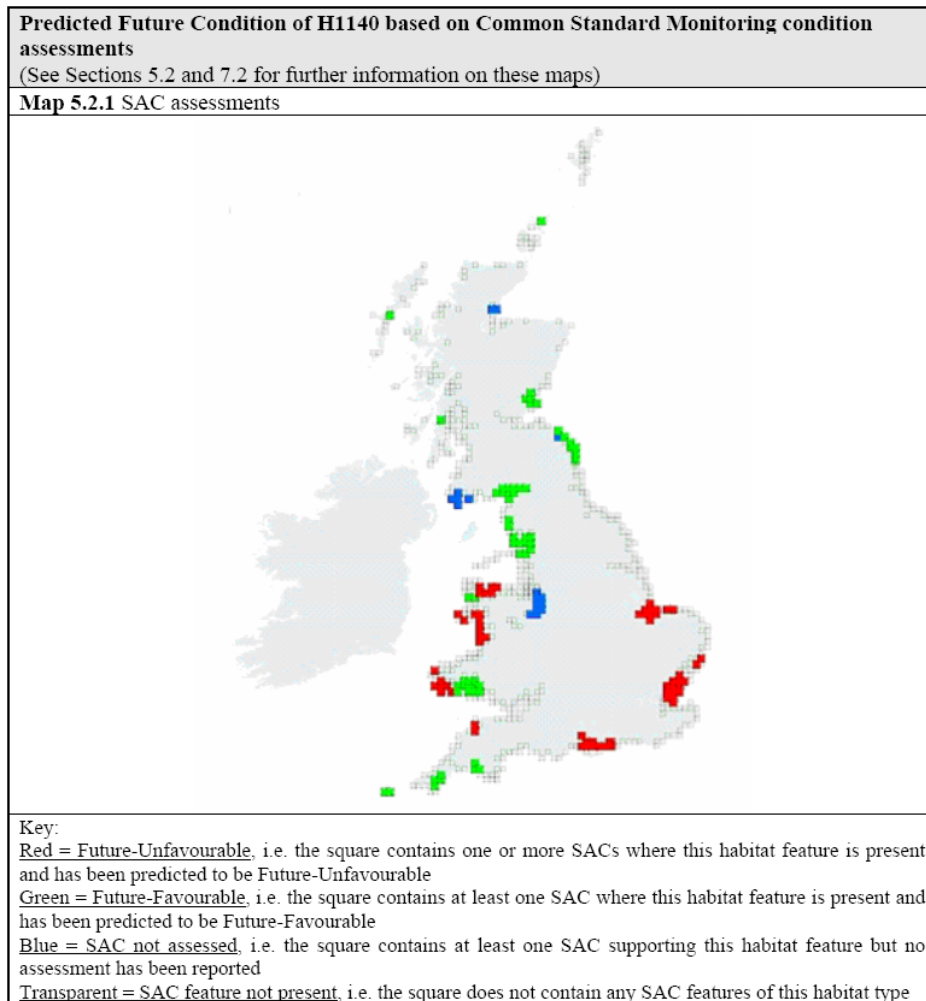 Predicted Future Condition of H1140 based on Common Standard Monitoring condition
assessments
(See Sections 5.2 and 7.2 for further information on these maps)
Map 5.2.1 SAC assessments
Key:
Red = Future-Unfavourable, i.e. the square contains one or more SACs where this habitat feature is present
and has been predicted to be Future-Unfavourable
Green = Future-Favourable, i.e. the square contains at least one SAC where this habitat feature is present and
has been predicted to be Future-Favourable
Blue = SAC not assessed, i.e. the square contains at least one SAC supporting this habitat feature but no
assessment has been reported
Transparent = SAC feature not present, i.e. the square does not contain any SAC features of this habitat type